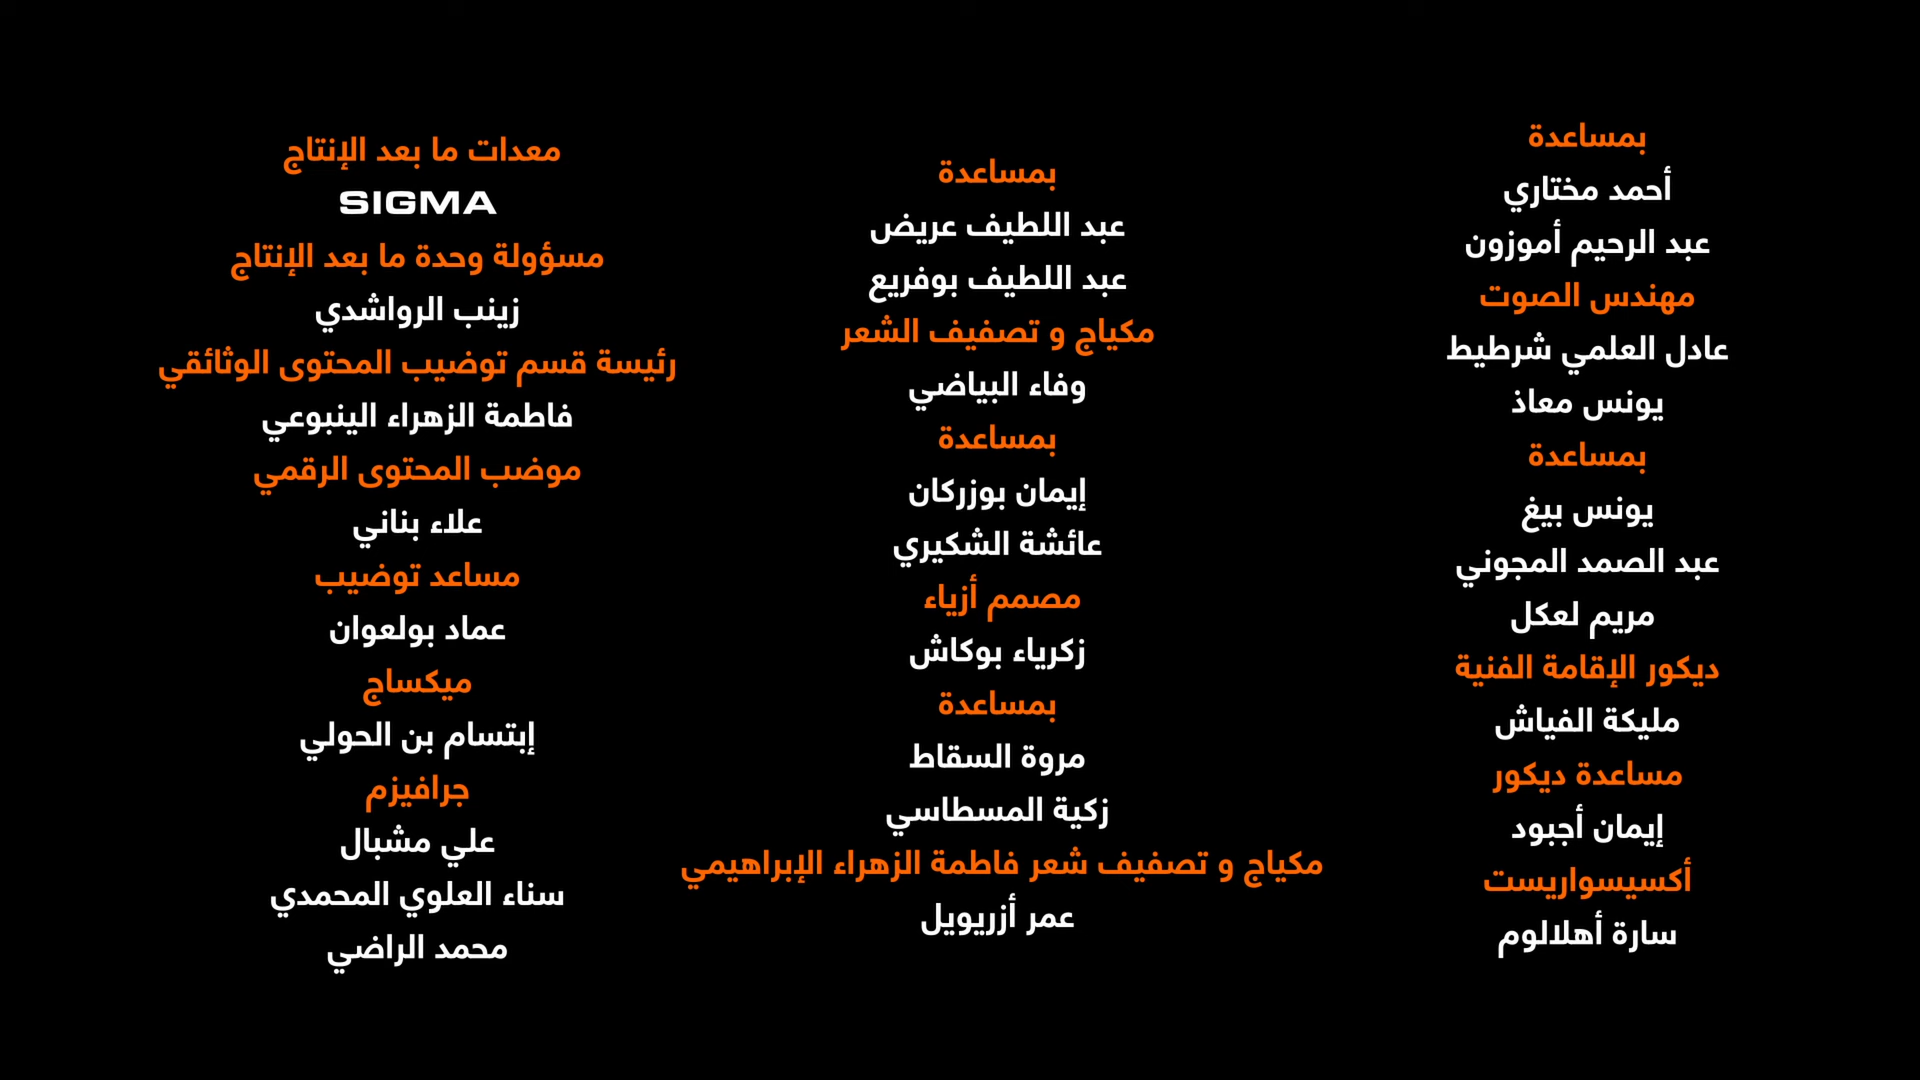 بمساعدة
أحمد مختاري
عبد الرحيم أموزون
مهندس الصوت
عادل العلمي شرطيط
يونس معاذ
بمساعدة
يونس بيغ
عبد الصمد المجوني
مريم لعكل
ديكور الإقامة الفنية
مليكة الفياش
مساعدة ديكور
إيمان أجبود
أكسيسواريست
سارة أهلالوم
بمساعدة
عبد اللطيف عريض
عبد اللطيف بوفريع
مكياج و تصفيف الشعر
وفاء البياضي
بمساعدة
إيمان بوزركان
عائشة الشكيري
مصمم أزياء
زكرياء بوكاش
بمساعدة
مروة السقاط
زكية المسطاسي
مكياج و تصفيف شعر فاطمة الزهراء الإبراهيمي
عمر أزريويل
معدات ما بعد الإنتاج
SIGMA
مسؤولة وحدة ما بعد الإنتاج
زينب الرواشدي
رئيسة قسم توضيب المحتوى الوثائقي
فاطمة الزهراء الينبوعي
موضب المحتوى الرقمي
علاء بناني
مساعد توضيب
عماد بولعوان
ميكساج
إبتسام بن الحولي
جرافيزم
علي مشبال
سناء العلوي المحمدي
محمد الراضي